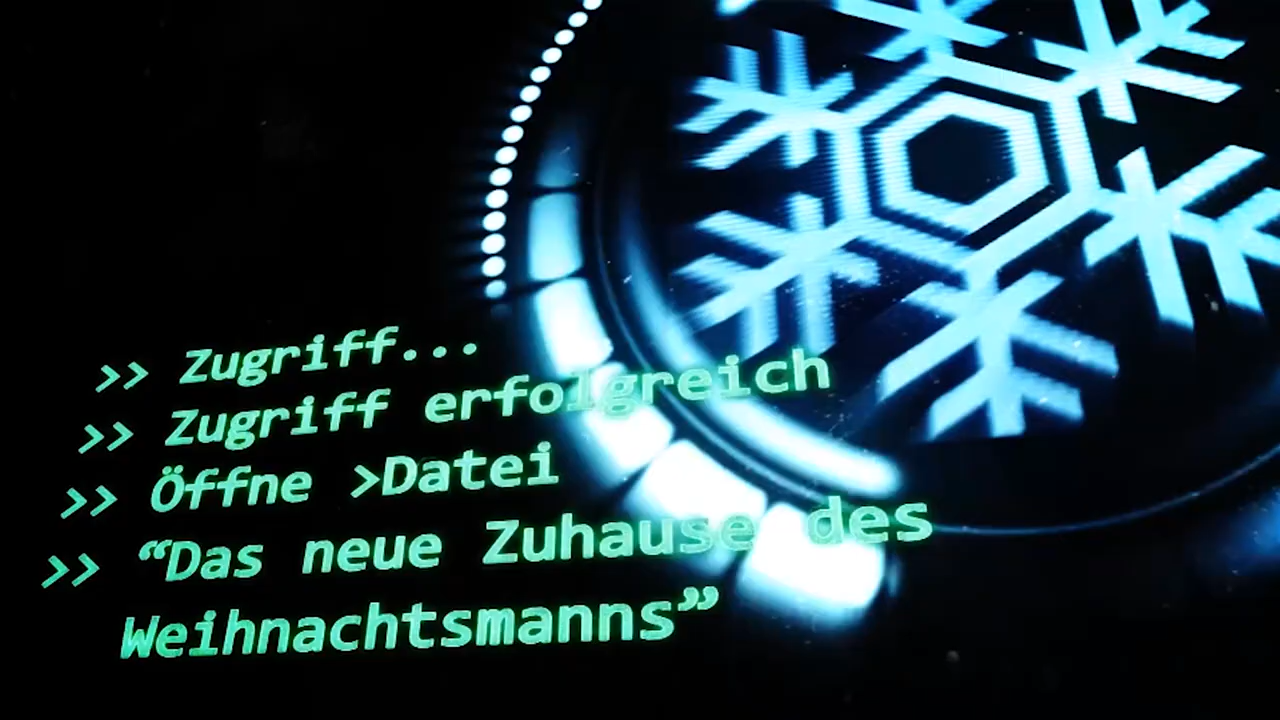 >> Zugriff...
>> Zugriff erfolgreich
>> Öffne >Datei
>> “Das neue Zuhause des
Weihnachtsmanns”